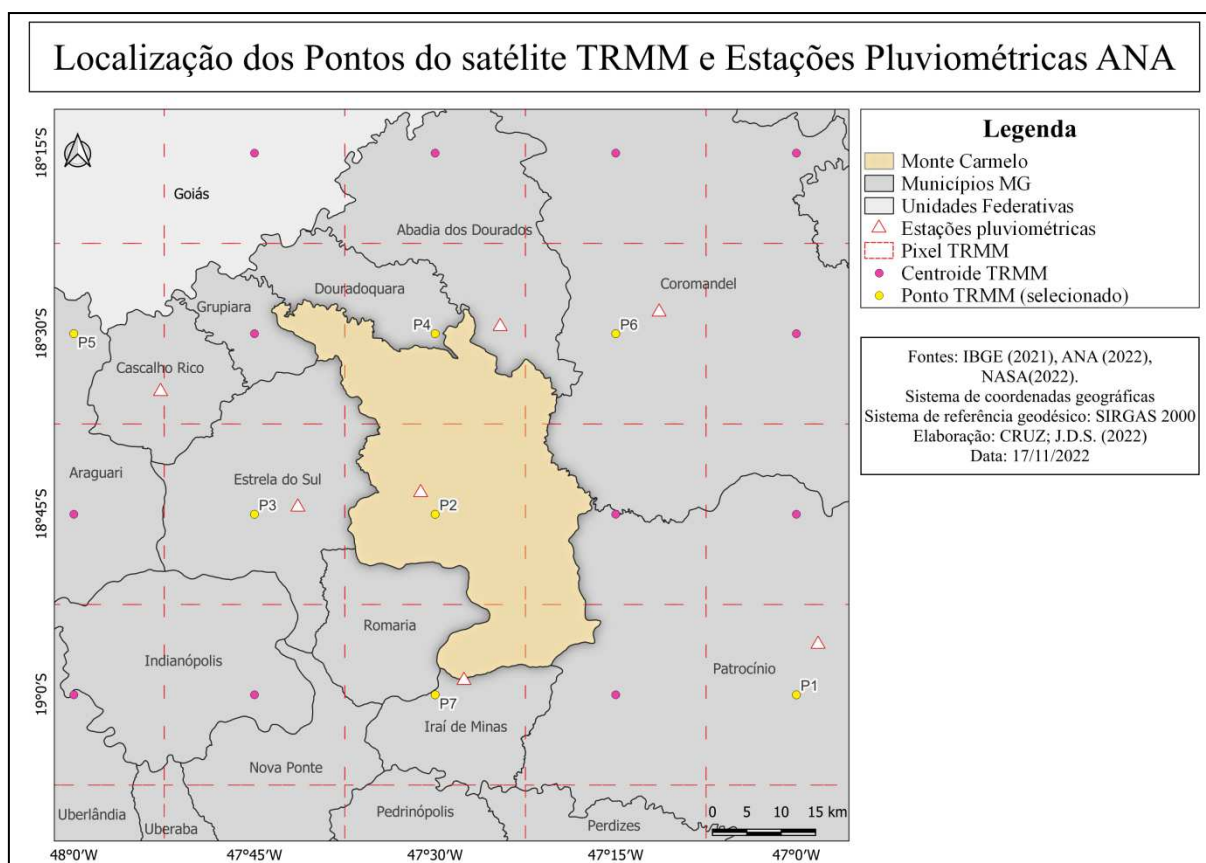 Localização dos Pontos do satélite TRMM e Estações Pluviométricas ANA
18°15'S
18°30'S
18°45'S
19°0'S
Goiás
Abadia dos Dourados
Coromandel
Douradoquara
Grupiara
P4
P6
P5
Cascalho Rico
Araguari
Estrela do Sul
P3
P2
Romaria
Indianópolis
Patrocínio
P1
P7
Iraí de Minas
Nova Ponte
Uberlândia
Uberaba
Pedrinópolis
Perdizes
0 5 10 15 km
48°0'W
47°45'W
47°30'W
47°15'W
47°0'W
Legenda
Monte Carmelo
Municípios MG
Unidades Federativas
Estações pluviométricas
Pixel TRMM
Centroide TRMM
Ponto TRMM (selecionado)
Fontes: IBGE (2021), ANA (2022),
NASA(2022).
Sistema de coordenadas geográficas
Sistema de referência geodésico: SIRGAS 2000
Elaboração: CRUZ; J.D.S. (2022)
Data: 17/11/2022